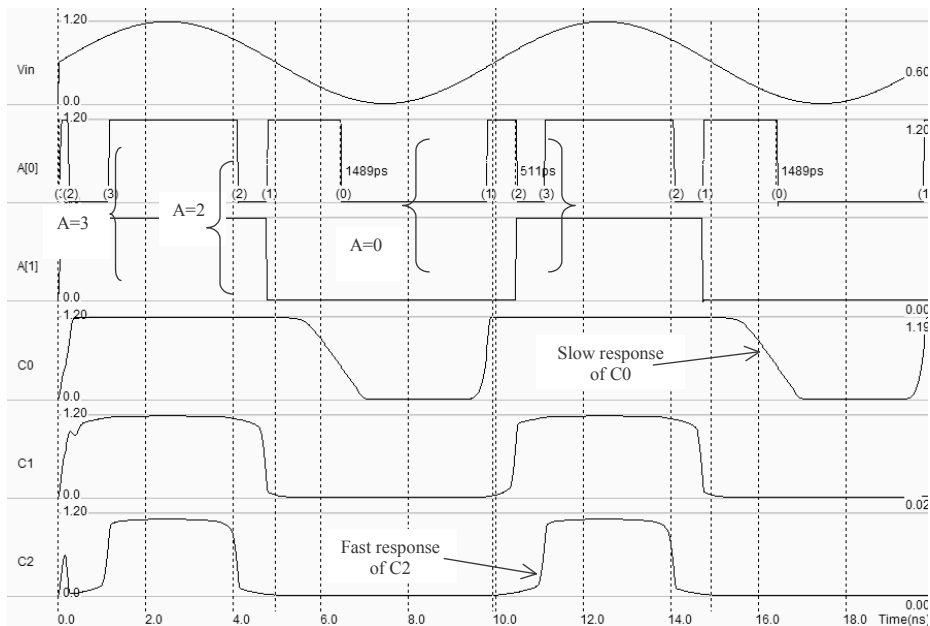 1.20
Vin
0.60
0.0
1.20
1.20
A[0]
1489ps
511ps
1489ps
(3 (2) (3) (2) (1) (0) (1) (2) (3) (2) (1) (0) (1
A=3
A=2
A=0
A[1]
0.0
0.00
1.20
1.19
C0
Slow response
of C0
0.0
1.20
C1
0.0
0.02
1.20
C2
Fast response
of C2
0.0
0.00
0.0 2.0 4.0 6.0 8.0 10.0 12.0 14.0 16.0 18.0 Time(ns)